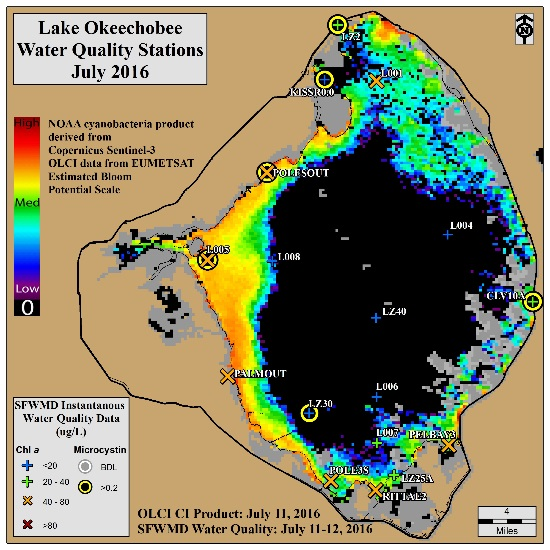 Lake Okeechobee
Water Quality Stations
July 2016
LZ2
N
L001
KISSR0.0
High
NOAA cyanobacteria product
derived from
Copernicus Sentinel-3
OLCI data from EUMETSAT
Estimated Bloom
Potential Scale
Med
Low
0
POLESOUT
L004
L005
L008
CLV10A
LZ40
PALMOUT
L006
LZ30
L007
PELBAY3
POLE3S
LZ25A
RITTAE2
SFWMD Instantanous
Water Quality Data
(ug/L)
Chl a
Microcystin
<20
BDL
20 - 40
>0.2
40 - 80
>80
OLCI CI Product: July 11, 2016
SFWMD Water Quality: July 11-12, 2016
4
Miles